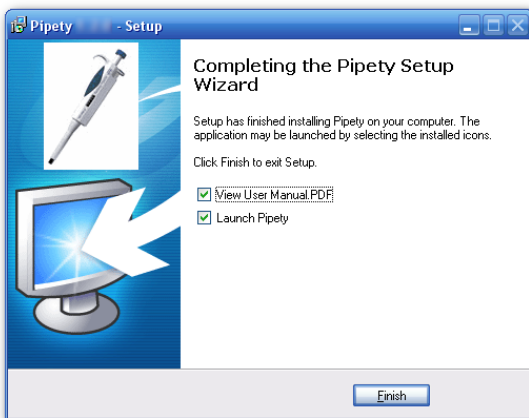 Pipety - Setup
Completing the Pipety Setup
Wizard
Setup has finished installing Pipety on your computer. The
application may be launched by selecting the installed icons.
Click Finish to exit Setup.
View User Manual.PDF
Launch Pipety
Finish